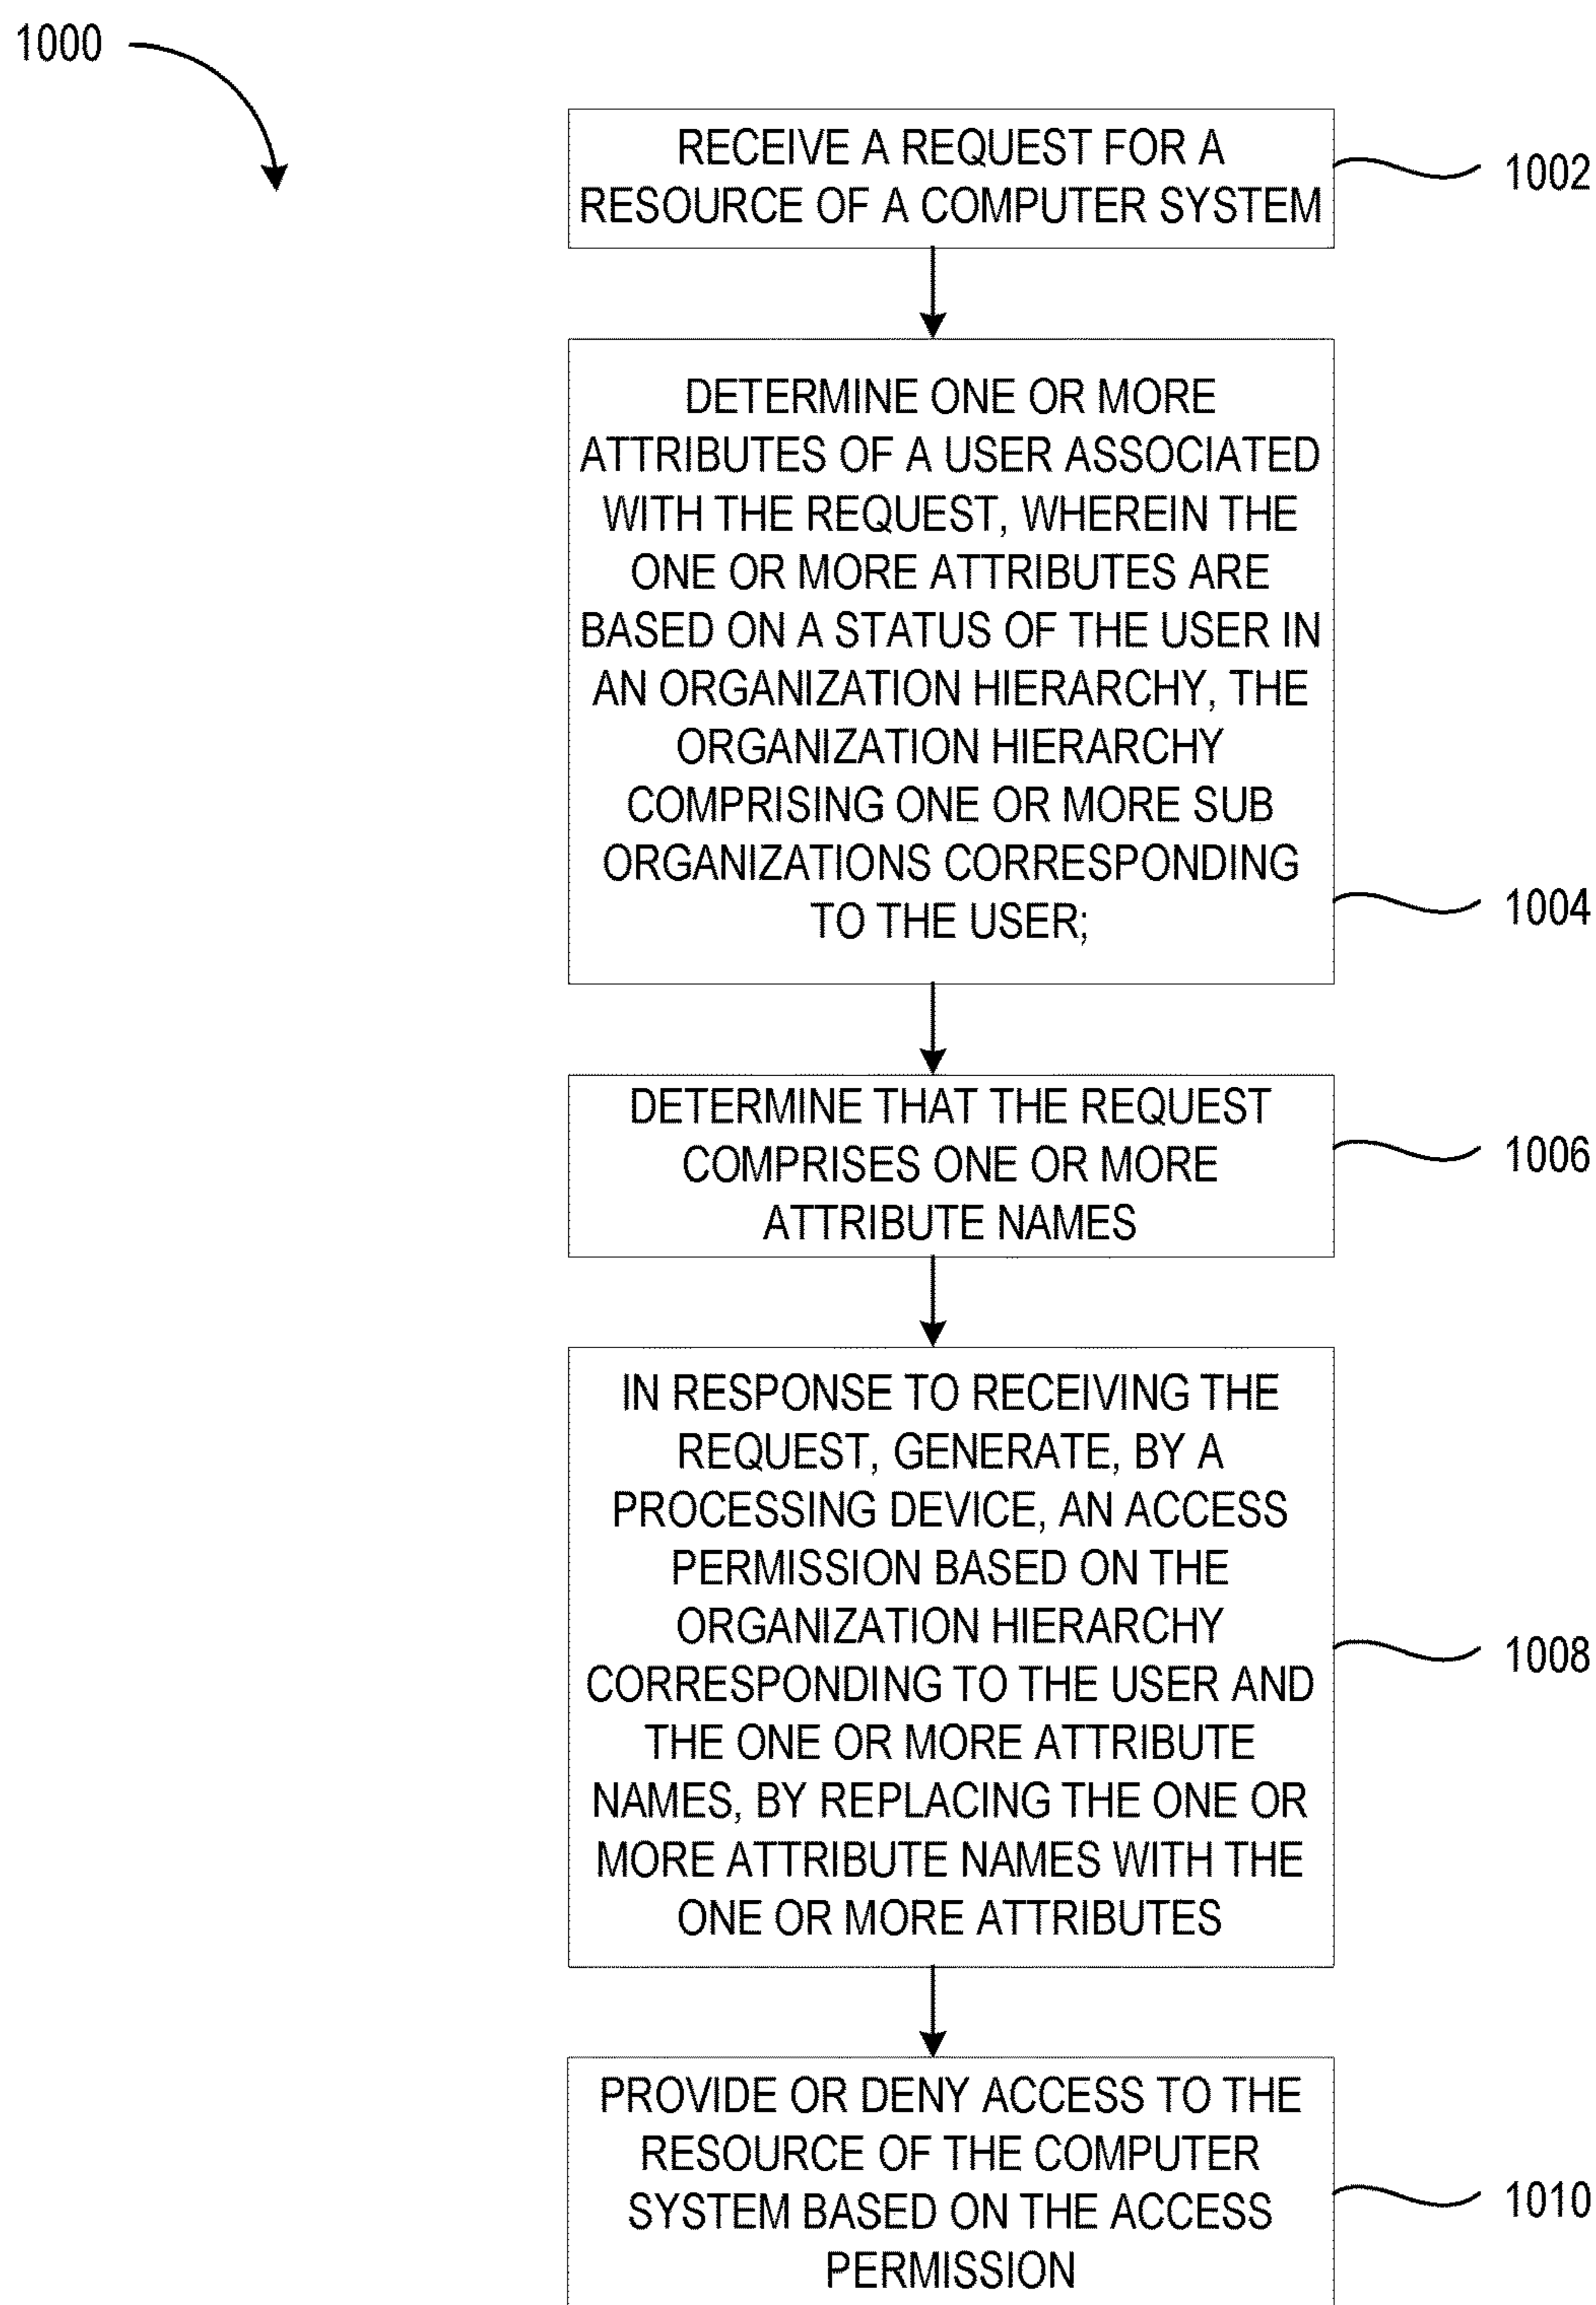 1000
RECEIVE A REQUEST FOR A
RESOURCE OF A COMPUTER SYSTEM
1002
DETERMINE ONE OR MORE
ATTRIBUTES OF A USER ASSOCIATED
WITH THE REQUEST, WHEREIN THE
ONE OR MORE ATTRIBUTES ARE
BASED ON A STATUS OF THE USER IN
AN ORGANIZATION HIERARCHY, THE
ORGANIZATION HIERARCHY
COMPRISING ONE OR MORE SUB
ORGANIZATIONS CORRESPONDING
TO THE USER;
1004
DETERMINE THAT THE REQUEST
COMPRISES ONE OR MORE
ATTRIBUTE NAMES
1006
IN RESPONSE TO RECEIVING THE
REQUEST, GENERATE, BY A
PROCESSING DEVICE, AN ACCESS
PERMISSION BASED ON THE
ORGANIZATION HIERARCHY
CORRESPONDING TO THE USER AND
THE ONE OR MORE ATTRIBUTE
NAMES, BY REPLACING THE ONE OR
MORE ATTRIBUTE NAMES WITH THE
ONE OR MORE ATTRIBUTES
1008
PROVIDE OR DENY ACCESS TO THE
RESOURCE OF THE COMPUTER
SYSTEM BASED ON THE ACCESS
PERMISSION
1010